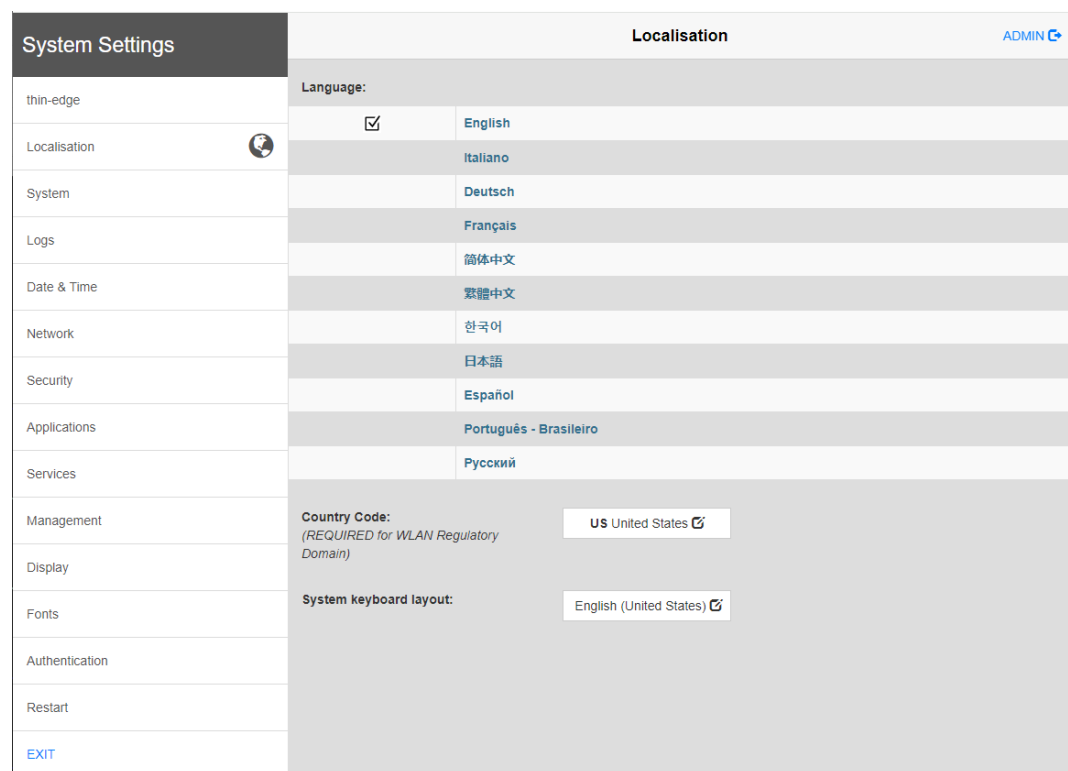 System Settings
thin-edge
Localisation
System
Logs
Date & Time
Network
Security
Applications
Services
Management
Display
Fonts
Authentication
Restart
EXIT
Localisation
ADMIN
Language:
English
Italiano
Deutsch
Français
简体中文
繁體中文
한국어
日本語
Español
Português - Brasileiro
Русский
Country Code:
(REQUIRED for WLAN Regulatory
Domain)
US United States
System keyboard layout:
English (United States)